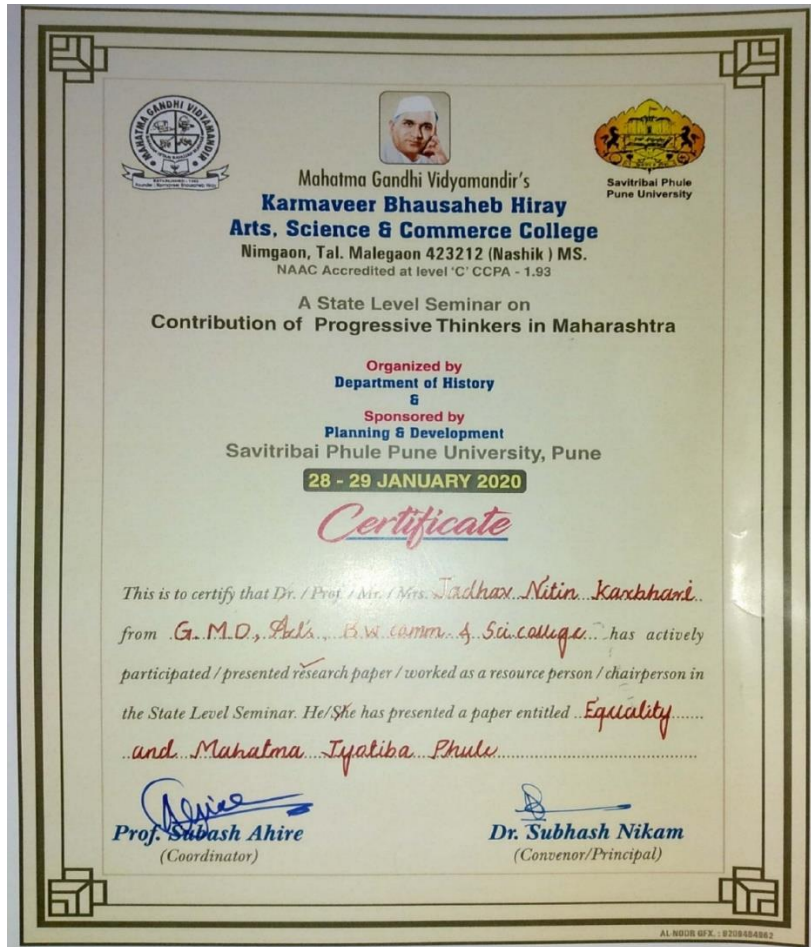 MAHATMA GANDHI VIDYAMANDIR
Savitribai Phule
Pune University
Mahatma Gandhi Vidyamandir's
Karmaveer Bhausaheb Hiray
Arts, Science & Commerce College
Nimgaon, Tal. Malegaon 423212 (Nashik ) MS.
NAAC Accredited at level 'C' CCPA - 1.93
A State Level Seminar on
Contribution of Progressive Thinkers in Maharashtra
Organized by
Department of History
&
Sponsored by
Planning & Development
Savitribai Phule Pune University, Pune
28 - 29 JANUARY 2020
Certificate
This is to certify that Dr. / Prof. / Mr. / Mrs. Jadhav Nitin Karbhari
from G.M.D., Art's, B.W. comm. & Sci. college has actively
participated / presented research paper / worked as a resource person / chairperson in
the State Level Seminar. He/She has presented a paper entitled Equality
and Mahatma Jyotiba Phule
Prof. Subash Ahire
(Coordinator)
Dr. Subhash Nikam
(Convenor/Principal)